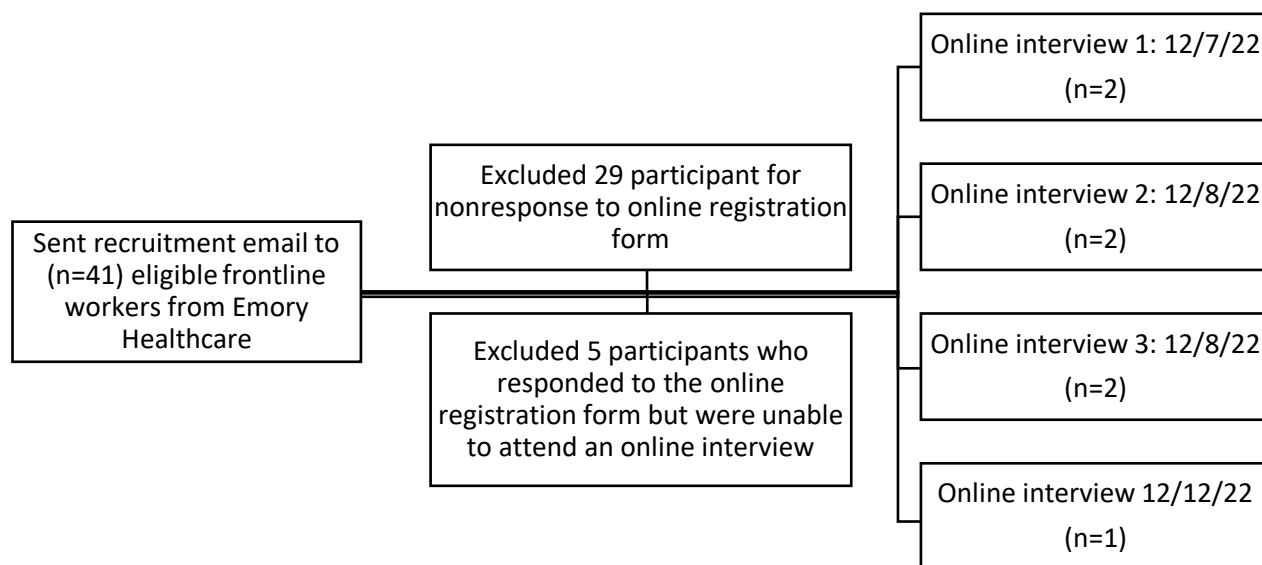 Sent recruitment email to
(n=41) eligible frontline
workers from Emory
Healthcare
Excluded 29 participant for
nonresponse to online registration
form
Excluded 5 participants who
responded to the online
registration form but were unable
to attend an online interview
Online interview 1: 12/7/22
(n=2)
Online interview 2: 12/8/22
(n=2)
Online interview 3: 12/8/22
(n=2)
Online interview 12/12/22
(n=1)